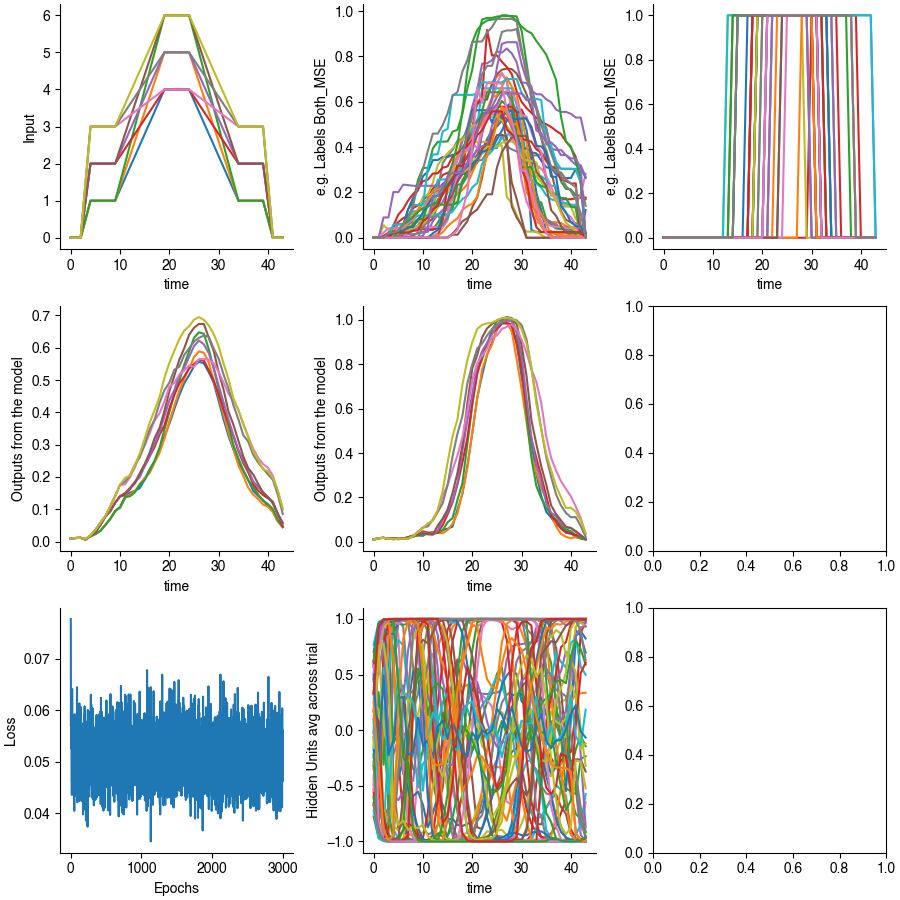 6
5
4
3
2
1
0
Input
0 10 20 30 40
time
1.0
0.8
0.6
0.4
0.2
0.0
e.g. Labels Both_MSE
0 10 20 30 40
time
1.0
0.8
0.6
0.4
0.2
0.0
e.g. Labels Both_MSE
0 10 20 30 40
time
0.7
0.6
0.5
0.4
0.3
0.2
0.1
0.0
Outputs from the model
0 10 20 30 40
time
1.0
0.8
0.6
0.4
0.2
0.0
Outputs from the model
0 10 20 30 40
time
1.0
0.8
0.6
0.4
0.2
0.0
0.0 0.2 0.4 0.6 0.8 1.0
0.07
0.06
0.05
0.04
Loss
0 1000 2000 3000
Epochs
1.0
0.5
0.0
−0.5
−1.0
Hidden Units avg across trial
0 10 20 30 40
time
1.0
0.8
0.6
0.4
0.2
0.0
0.0 0.2 0.4 0.6 0.8 1.0